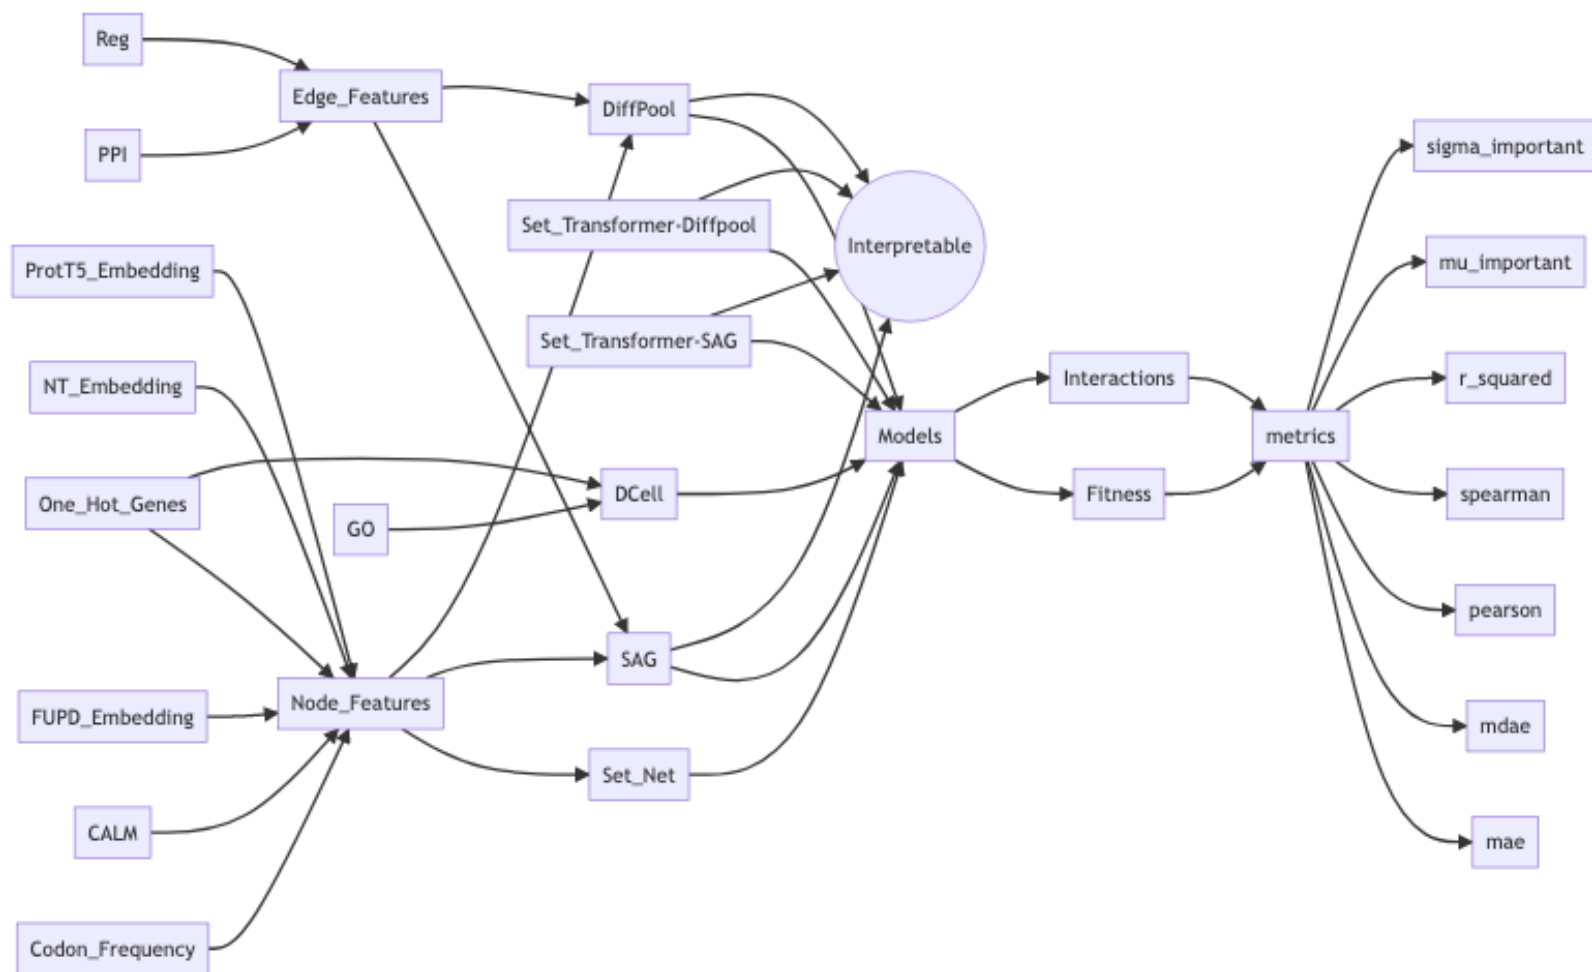 Reg
PPI
ProtT5_Embedding
NT_Embedding
One_Hot_Genes
FUPD_Embedding
CALM
Codon_Frequency
Edge_Features
GO
Node_Features
DiffPool
Set_Transformer-Diffpool
Set_Transformer-SAG
DCell
SAG
Set_Net
Interpretable
Models
Interactions
Fitness
metrics
sigma_important
mu_important
r_squared
spearman
pearson
mdae
mae